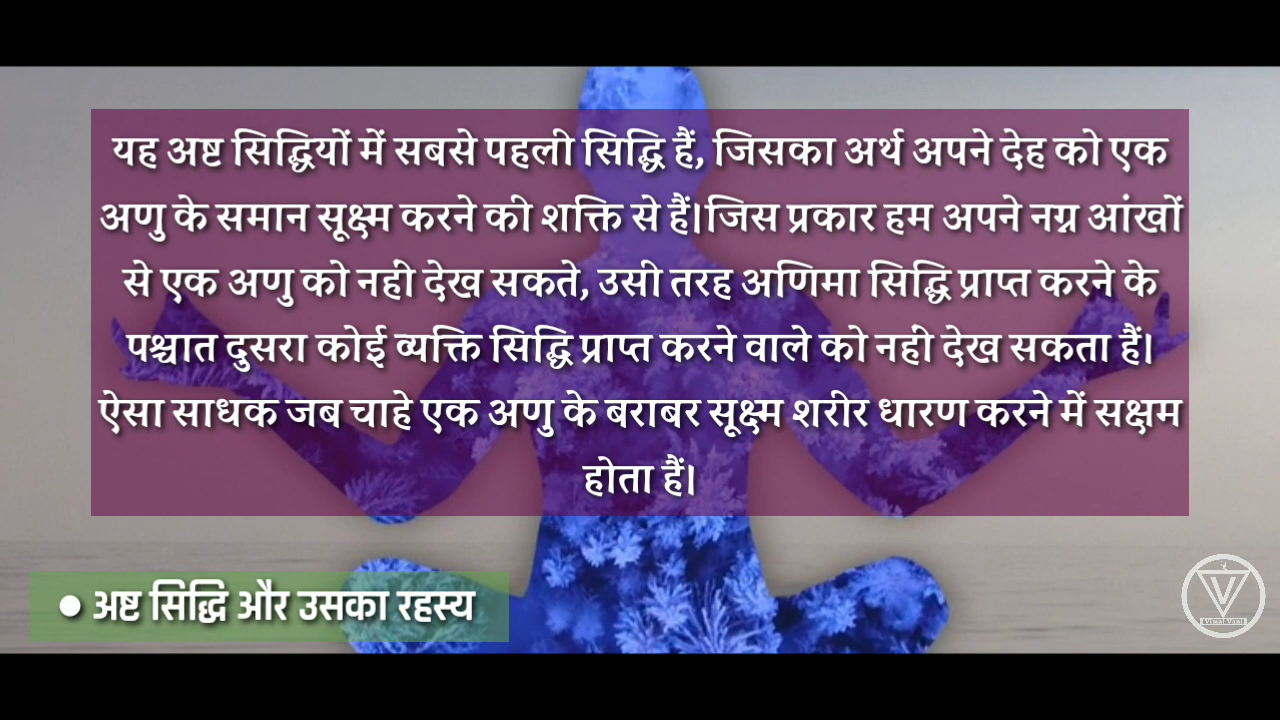 यह अष्ट सिद्धियों में सबसे पहली सिद्धि हैं, जिसका अर्थ अपने देह को एक
अणु के समान सूक्ष्म करने की शक्ति से हैं।जिस प्रकार हम अपने नग्न आंखों
से एक अणु को नही देख सकते, उसी तरह अणिमा सिद्धि प्राप्त करने के
पश्चात दुसरा कोई व्यक्ति सिद्धि प्राप्त करने वाले को नही देख सकता हैं।
ऐसा साधक जब चाहे एक अणु के बराबर सूक्ष्म शरीर धारण करने में सक्षम
होता हैं।
● अष्ट सिद्धि और उसका रहस्य